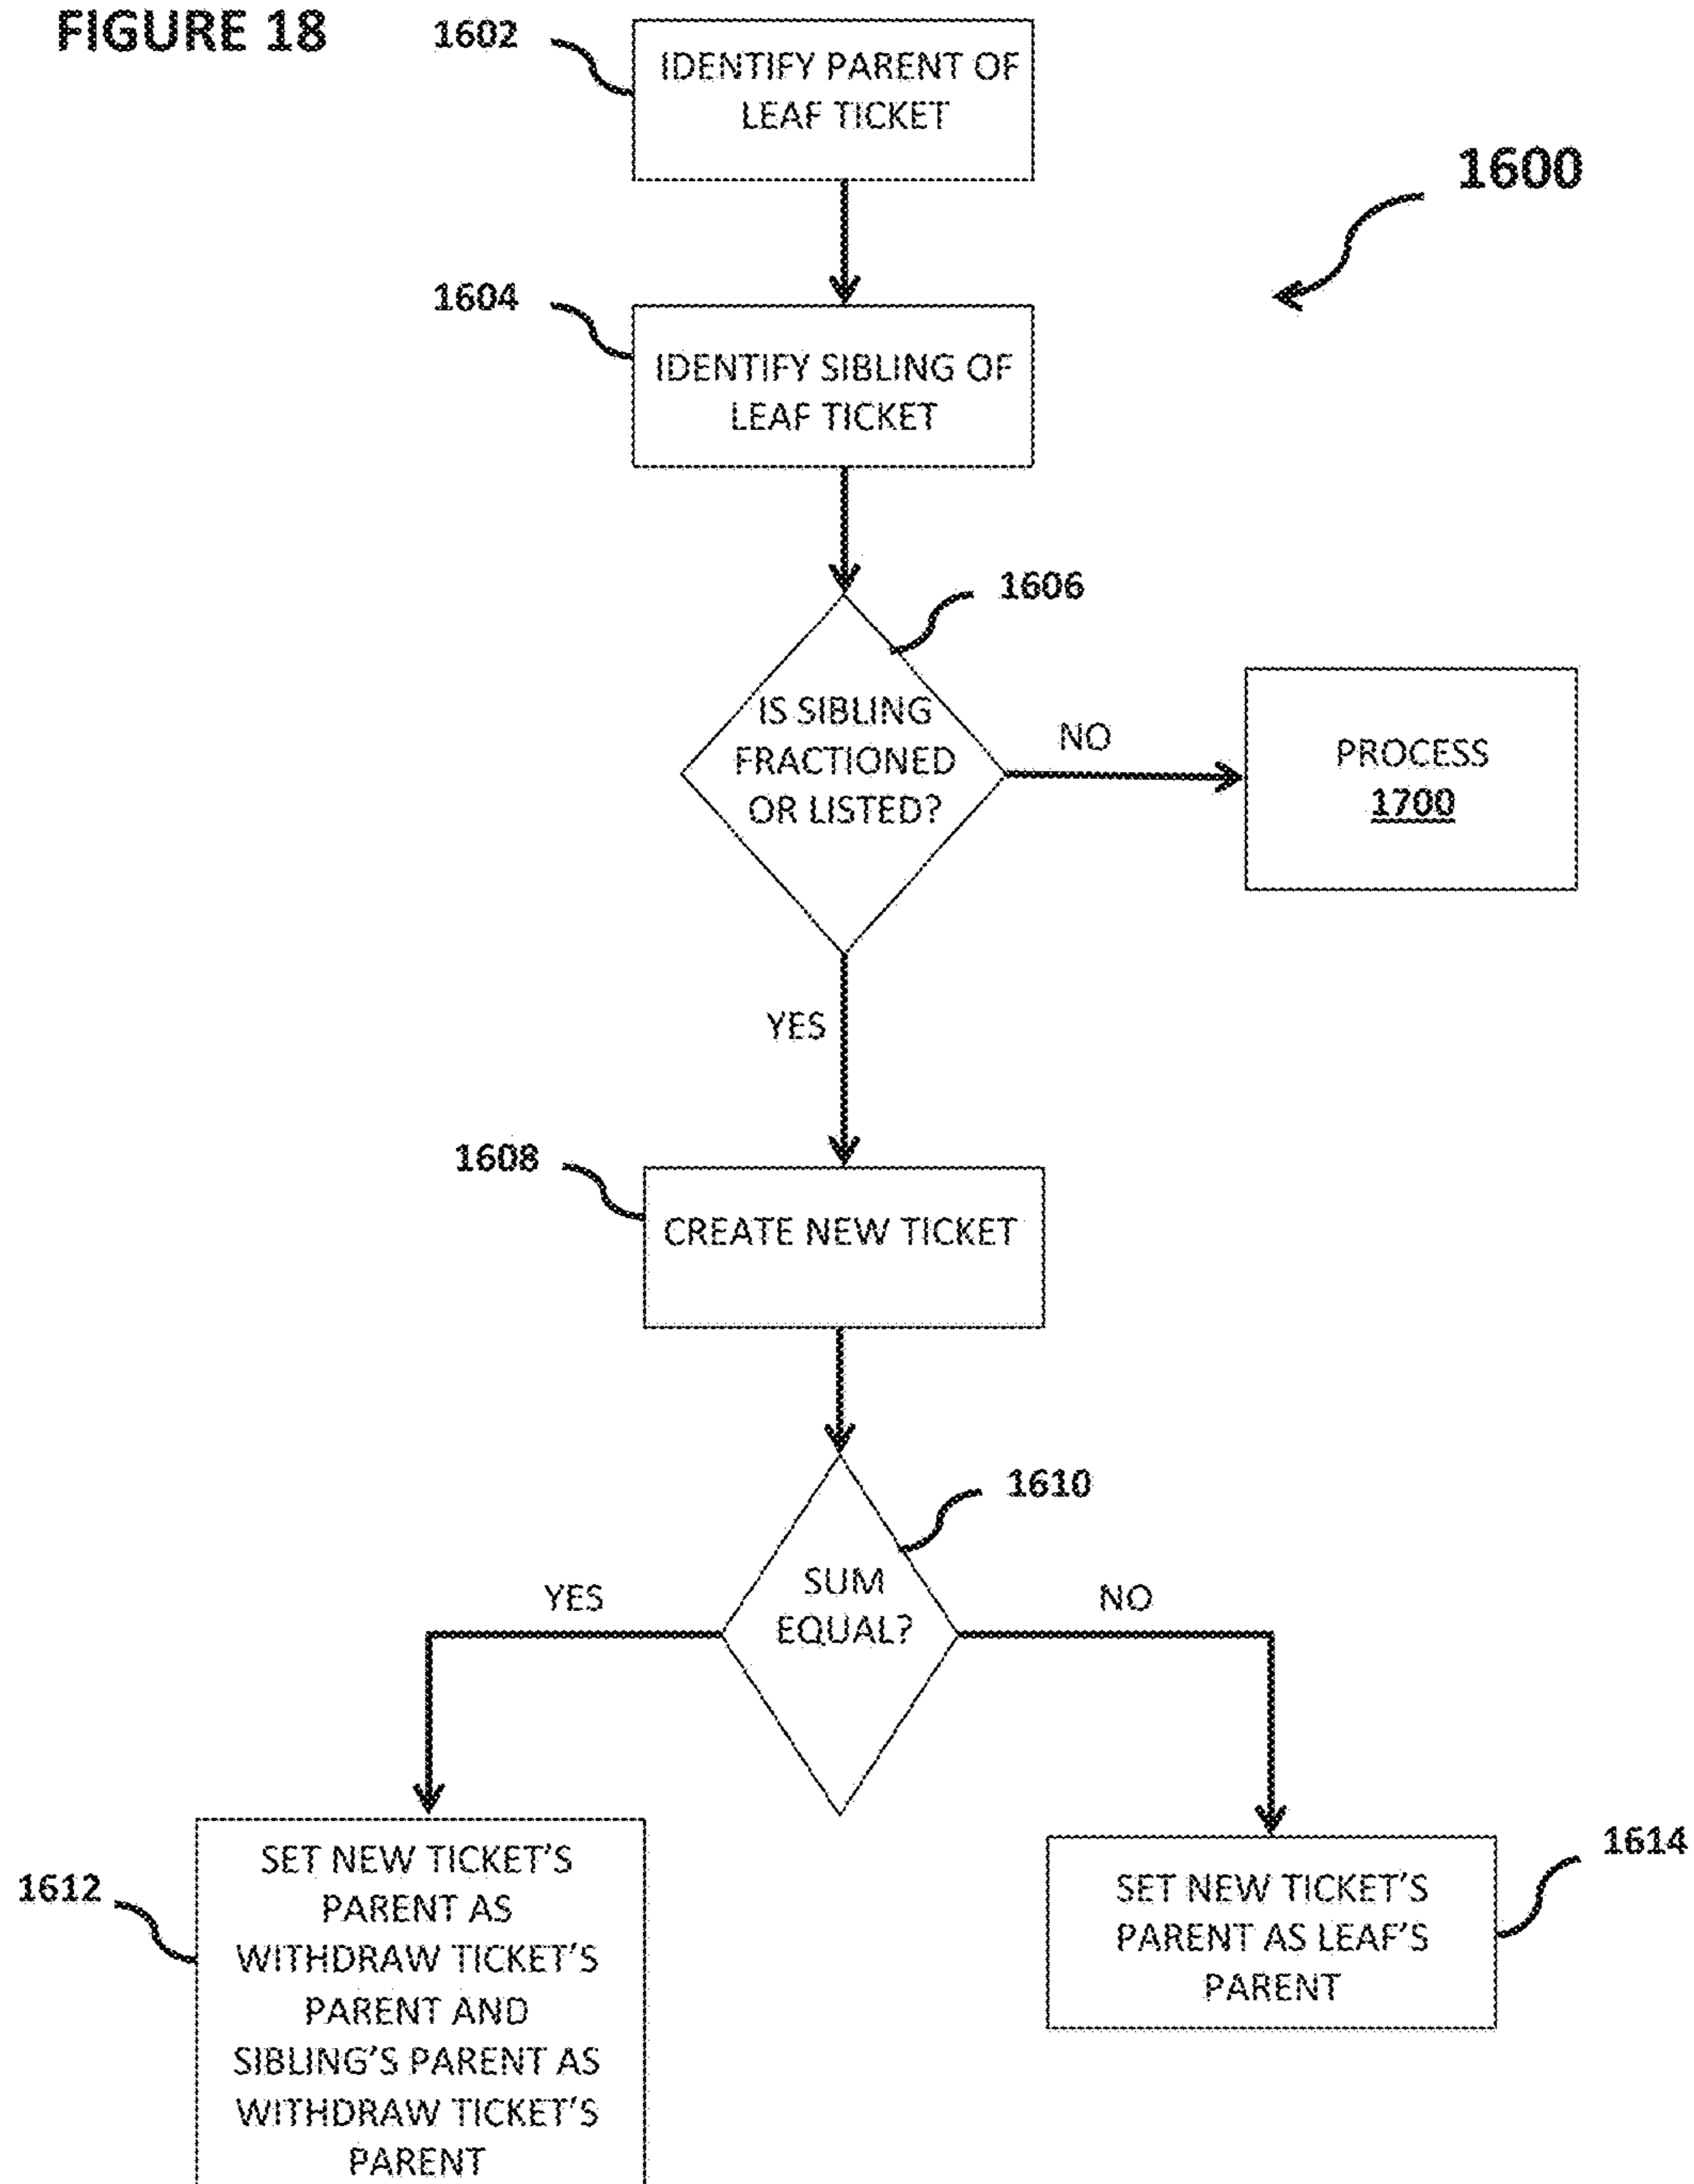 FIGURE 18
1602
IDENTIFY PARENT OF
LEAF TICKET
1600
1604
IDENTIFY SIBLING OF
LEAF TICKET
1606
IS SIBLING
FRACTIONED
OR LISTED?
NO
PROCESS
1700
YES
1608
CREATE NEW TICKET
1610
SUM
EQUAL?
YES
NO
1612
SET NEW TICKET'S
PARENT AS
WITHDRAW TICKET'S
PARENT AND
SIBLING'S PARENT AS
WITHDRAW TICKET'S
PARENT
1614
SET NEW TICKET'S
PARENT AS LEAF'S
PARENT